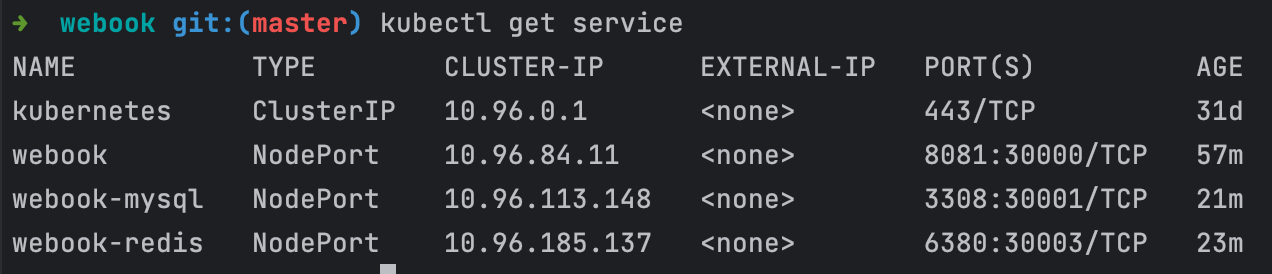 ➜  webook git:(master) kubectl get service
NAME           TYPE        CLUSTER-IP      EXTERNAL-IP   PORT(S)          AGE
kubernetes     ClusterIP   10.96.0.1       <none>        443/TCP          31d
webook         NodePort    10.96.84.11     <none>        8081:30000/TCP   57m
webook-mysql   NodePort    10.96.113.148   <none>        3308:30001/TCP   21m
webook-redis   NodePort    10.96.185.137   <none>        6380:30003/TCP   23m